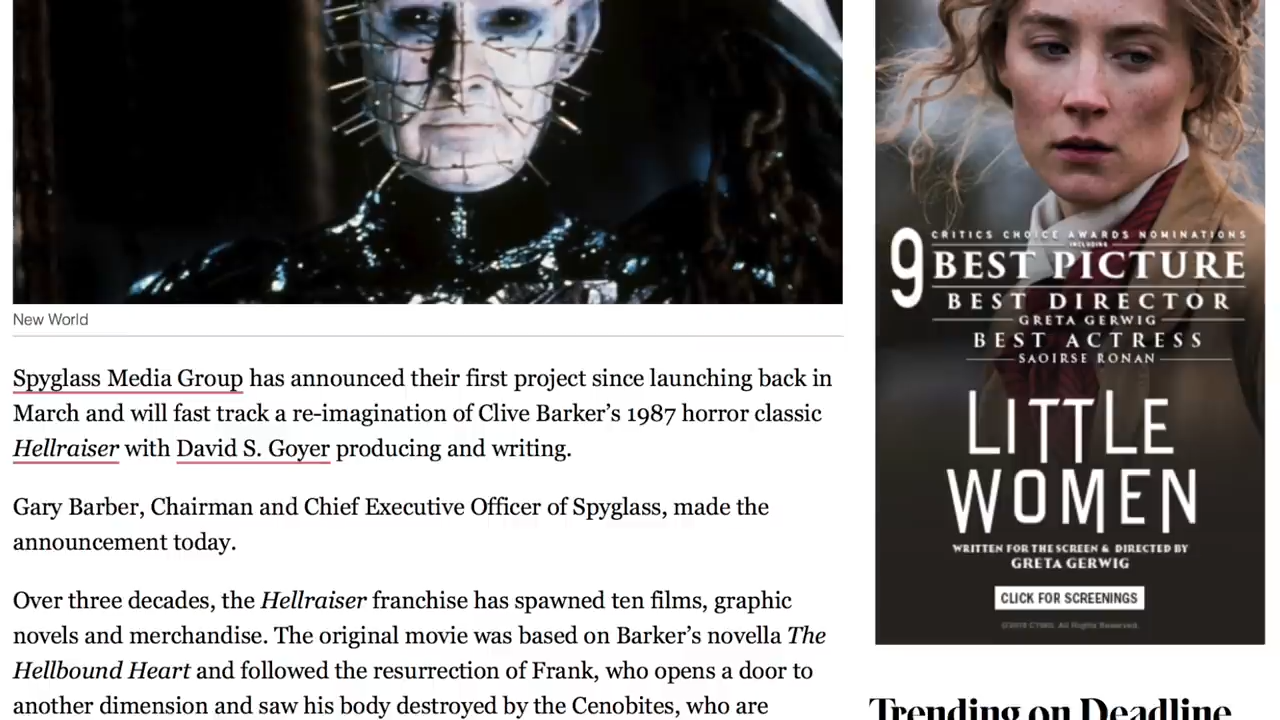 New World
Spyglass Media Group has announced their first project since launching back in
March and will fast track a re-imagination of Clive Barker’s 1987 horror classic
Hellraiser with David S. Goyer producing and writing.
Gary Barber, Chairman and Chief Executive Officer of Spyglass, made the
announcement today.
Over three decades, the Hellraiser franchise has spawned ten films, graphic
novels and merchandise. The original movie was based on Barker’s novella The
Hellbound Heart and followed the resurrection of Frank, who opens a door to
another dimension and saw his body destroyed by the Cenobites, who are
9 CRITICS CHOICE AWARDS NOMINATIONS
INCLUDING
BEST PICTURE
BEST DIRECTOR
GRETA GERWIG
BEST ACTRESS
SAOIRSE RONAN
LITTLE
WOMEN
WRITTEN FOR THE SCREEN & DIRECTED BY
GRETA GERWIG
CLICK FOR SCREENINGS
All Rights Reserved.
Trending on Deadline